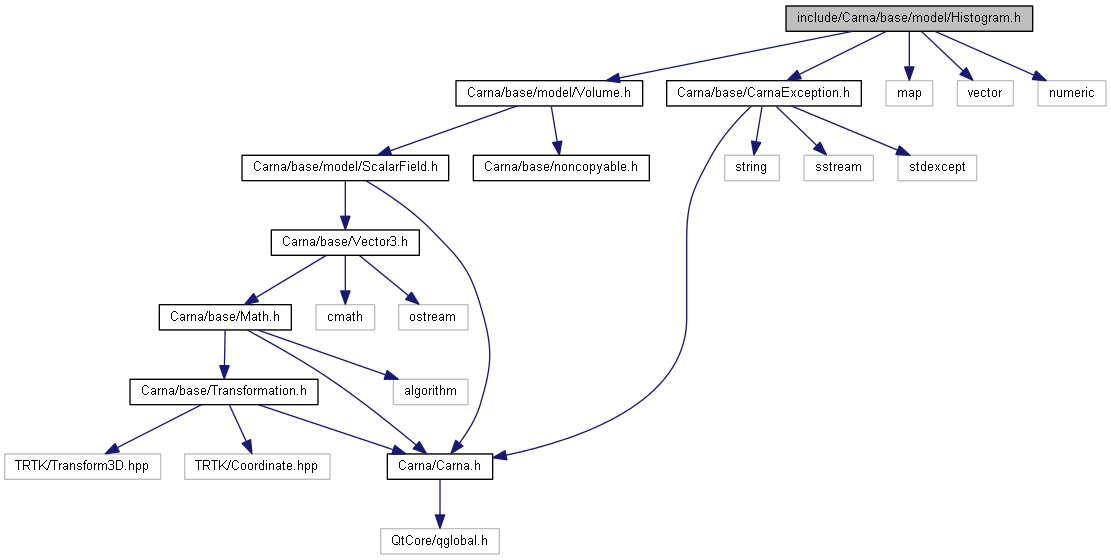 include/Carna/base/model/Histogram.h
Carna/base/model/Volume.h
Carna/base/CarnaException.h
map
vector
numeric
Carna/base/model/ScalarField.h
Carna/base/noncopyable.h
string
sstream
stdexcept
Carna/base/Vector3.h
Carna/base/Math.h
cmath
ostream
Carna/base/Transformation.h
algorithm
TRTK/Transform3D.hpp
TRTK/Coordinate.hpp
Carna/Carna.h
QtCore/qglobal.h